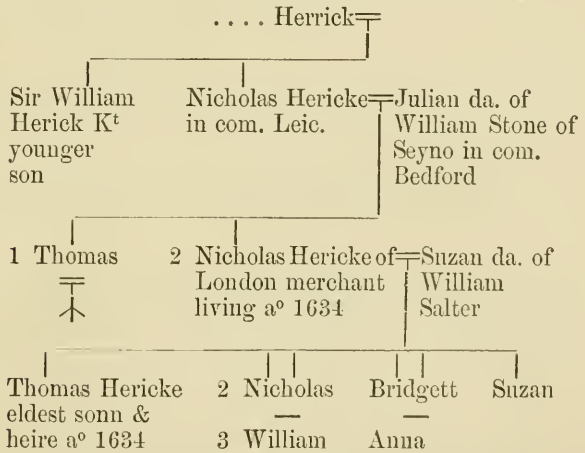 .... Herrick
Sir William
Herick Kt
younger
son
Nicholas Hericke
in com. Leic.
Julian da. of
William Stone of
Seyno in com.
Bedford
1 Thomas
2 Nicholas Hericke of
London merchant
living ao 1634
Suzan da. of
William
Salter
Thomas Hericke
eldest sonn &
heire ao 1634
2 Nicholas
3 William
Bridgett
Anna
Suzan